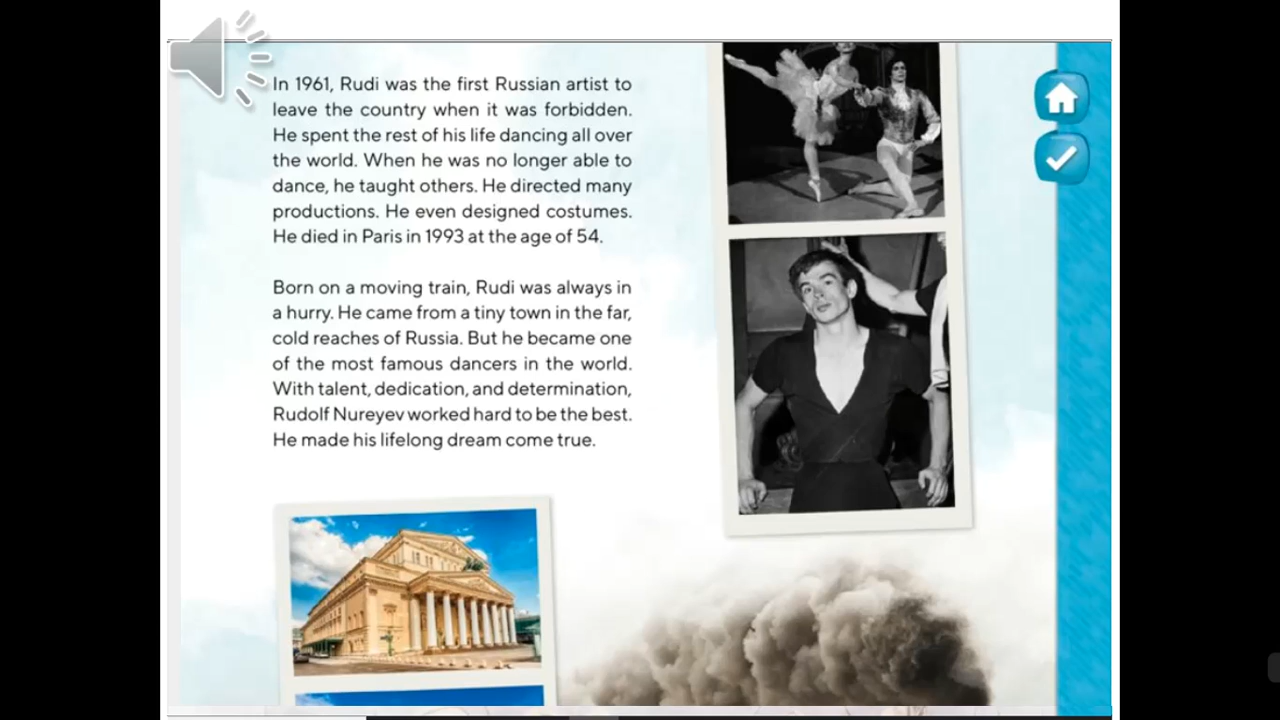 In 1961, Rudi was the first Russian artist to
leave the country when it was forbidden.
He spent the rest of his life dancing all over
the world. When he was no longer able to
dance, he taught others. He directed many
productions. He even designed costumes.
He died in Paris in 1993 at the age of 54.
Born on a moving train, Rudi was always in
a hurry. He came from a tiny town in the far,
cold reaches of Russia. But he became one
of the most famous dancers in the world.
With talent, dedication, and determination,
Rudolf Nureyev worked hard to be the best.
He made his lifelong dream come true.